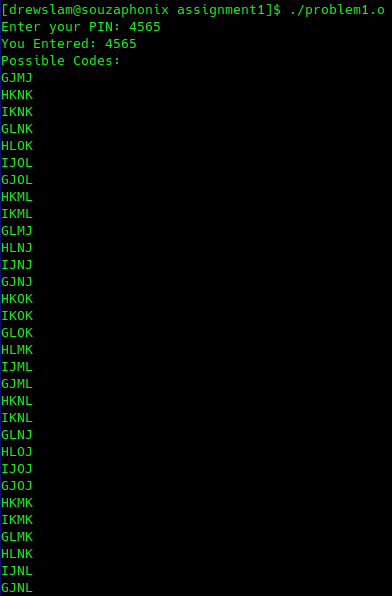 [drewslam@souzaphonix assignment1]$ ./problem1.o
Enter your PIN: 4565
You Entered: 4565
Possible Codes:
GJMJ
HKNK
IKNK
GLNK
HLOK
IJOL
GJOL
HKML
IKML
GLMJ
HLNJ
IJNJ
GJNJ
HKOK
IKOK
GLOK
HLMK
IJML
GJML
HKNL
IKNL
GLNJ
HLOJ
IJOJ
GJOJ
HKMK
IKMK
GLMK
HLNK
IJNL
GJNL